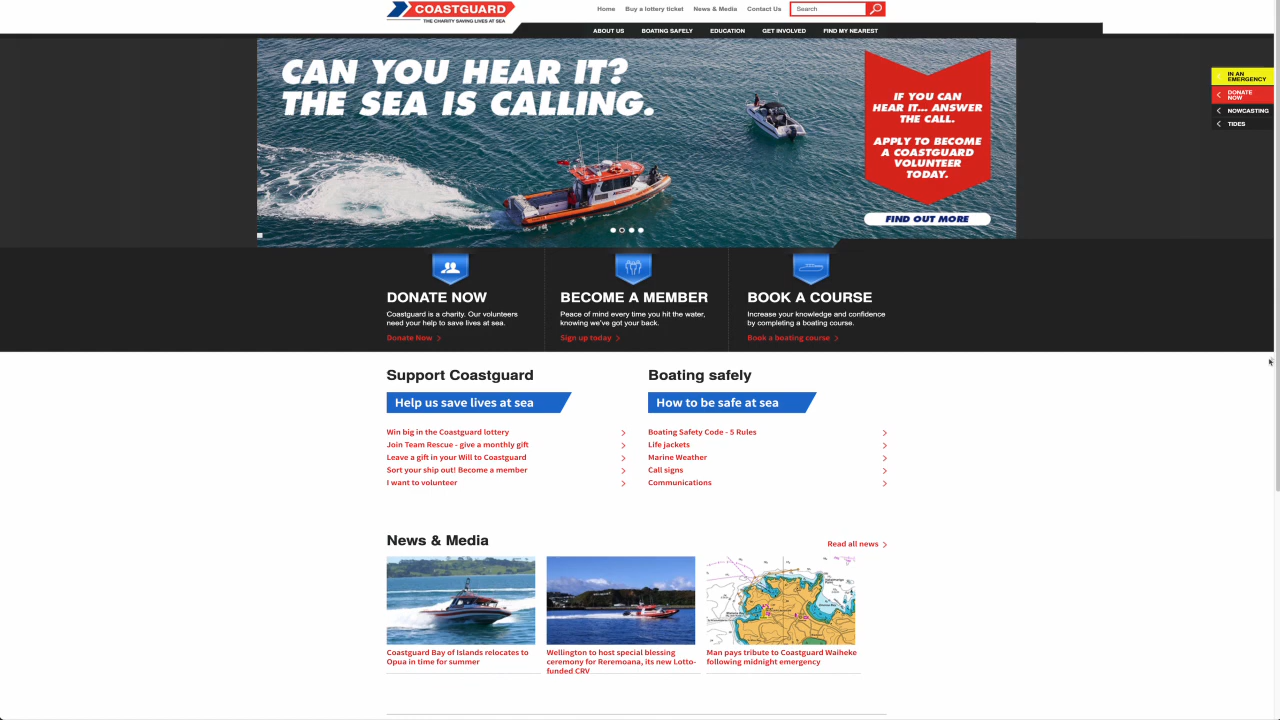 COASTGUARD
THE CHARITY SAVING LIVES AT SEA
Home Buy a lottery ticket News & Media Contact Us Search
ABOUT US BOATING SAFELY EDUCATION GET INVOLVED FIND MY NEAREST
CAN YOU HEAR IT?
THE SEA IS CALLING.
IF YOU CAN
HEAR IT... ANSWER
THE CALL.
APPLY TO BECOME
A COASTGUARD
VOLUNTEER
TODAY.
FIND OUT MORE
IN AN
EMERGENCY
DONATE
NOW
NOWCASTING
TIDES
DONATE NOW
Coastguard is a charity. Our volunteers
need your help to save lives at sea.
Donate Now
BECOME A MEMBER
Peace of mind every time you hit the water,
knowing we've got your back.
Sign up today
BOOK A COURSE
Increase your knowledge and confidence
by completing a boating course.
Book a boating course
Support Coastguard
Help us save lives at sea
Win big in the Coastguard lottery
Join Team Rescue - give a monthly gift
Leave a gift in your Will to Coastguard
Sort your ship out! Become a member
I want to volunteer
Boating safely
How to be safe at sea
Boating Safety Code - 5 Rules
Life jackets
Marine Weather
Call signs
Communications
News & Media
Read all news
Coastguard Bay of Islands relocates to
Opua in time for summer
Wellington to host special blessing
ceremony for Reremoana, its new Lotto-
funded CRV
Man pays tribute to Coastguard Waiheke
following midnight emergency